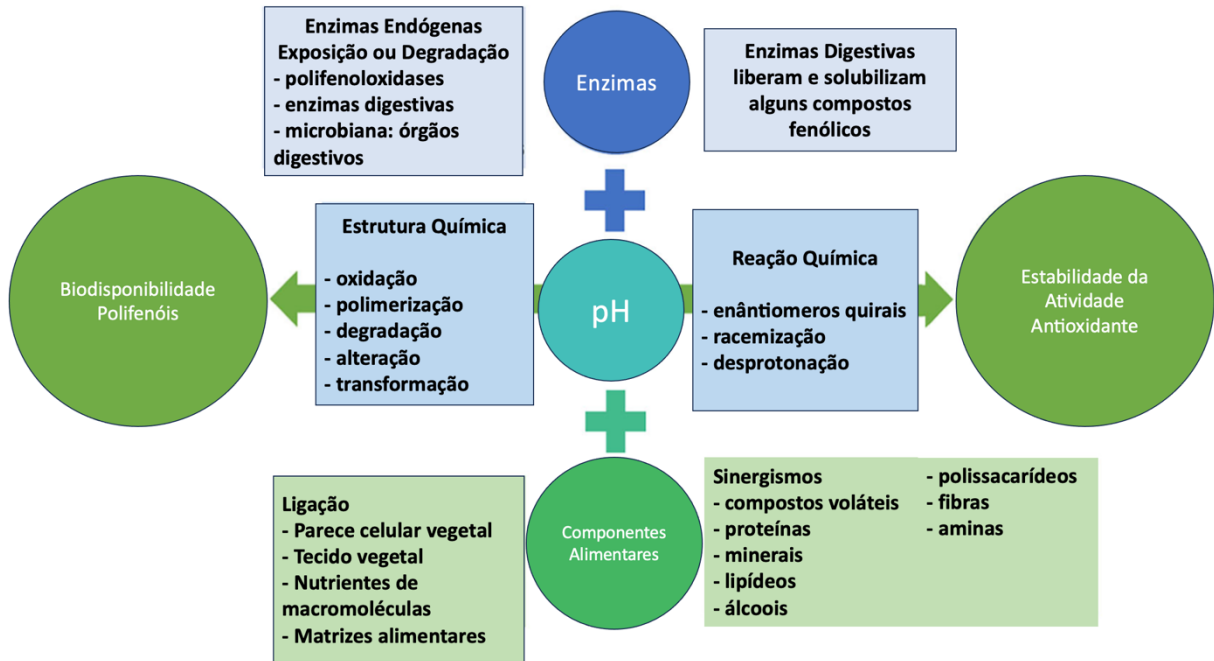 Enzimas Endógenas
Exposição ou Degradação
- polifenoloxidases
- enzimas digestivas
- microbiana: órgãos
digestivos
Enzimas
Enzimas Digestivas
liberam e solubilizam
alguns compostos
fenólicos
Biodisponibilidade
Polifenóis
Estrutura Química
- oxidação
- polimerização
- degradação
- alteração
- transformação
pH
Reação Química
- enântiomeros quirais
- racemização
- desprotonação
Estabilidade da
Atividade
Antioxidante
Ligação
- Parece celular vegetal
- Tecido vegetal
- Nutrientes de
macromoléculas
- Matrizes alimentares
Componentes
Alimentares
Sinergismos
- compostos voláteis
- proteínas
- minerais
- lipídeos
- álcoois
- polissacarídeos
- fibras
- aminas